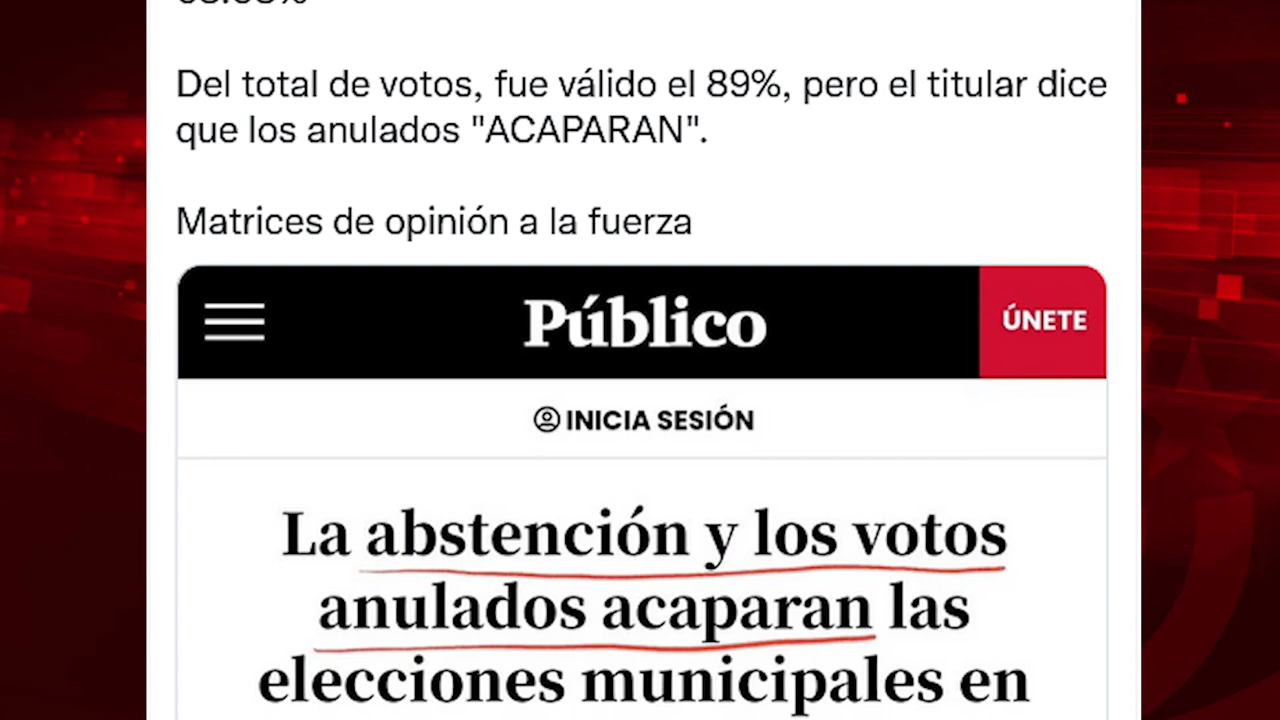 Del total de votos, fue válido el 89%, pero el titular dice
que los anulados "ACAPARAN".
Matrices de opinión a la fuerza
Público
ÚNETE
INICIA SESIÓN
La abstención y los votos
anulados acaparan las
elecciones municipales en